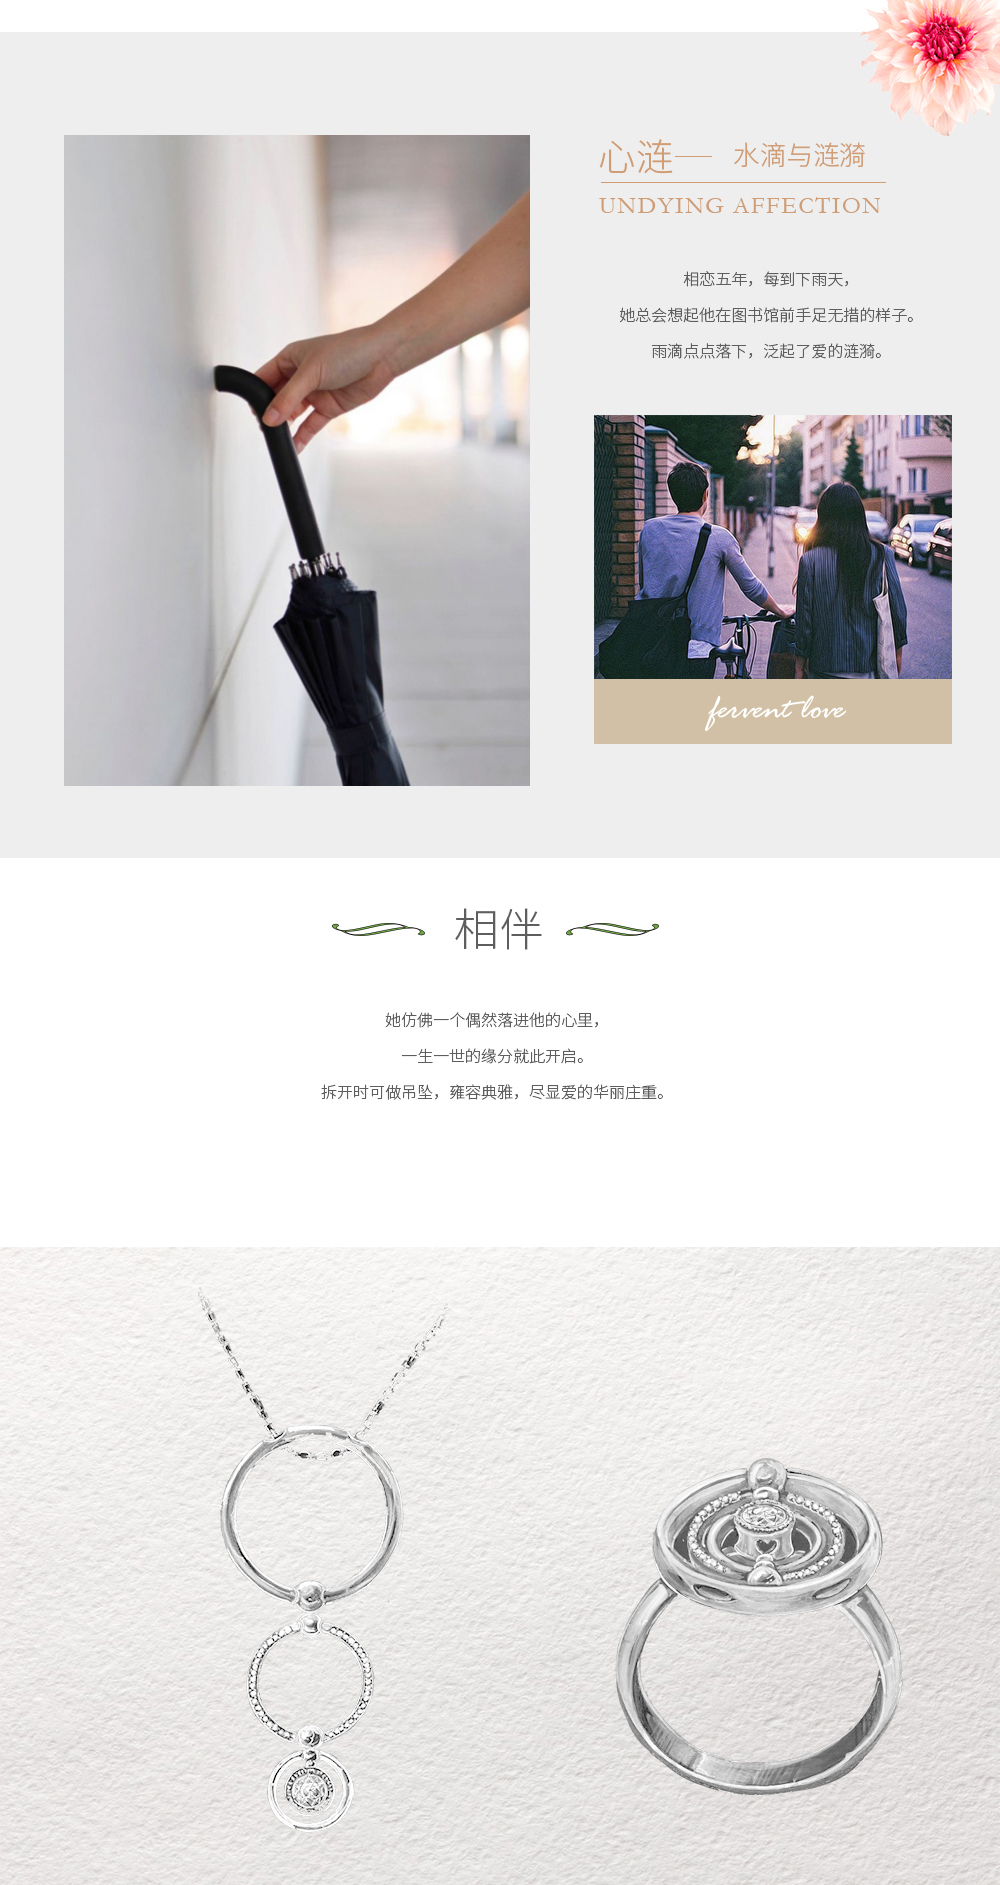 心涟— 水滴与涟漪
UNDYING AFFECTION
相恋五年，每到下雨天，
她总会想起他在图书馆前手足无措的样子。
雨滴点点落下，泛起了爱的涟漪。
fervent love
相伴
她仿佛一个偶然落进他的心里，
一生一世的缘分就此开启。
拆开时可做吊坠，雍容典雅，尽显爱的华丽庄重。